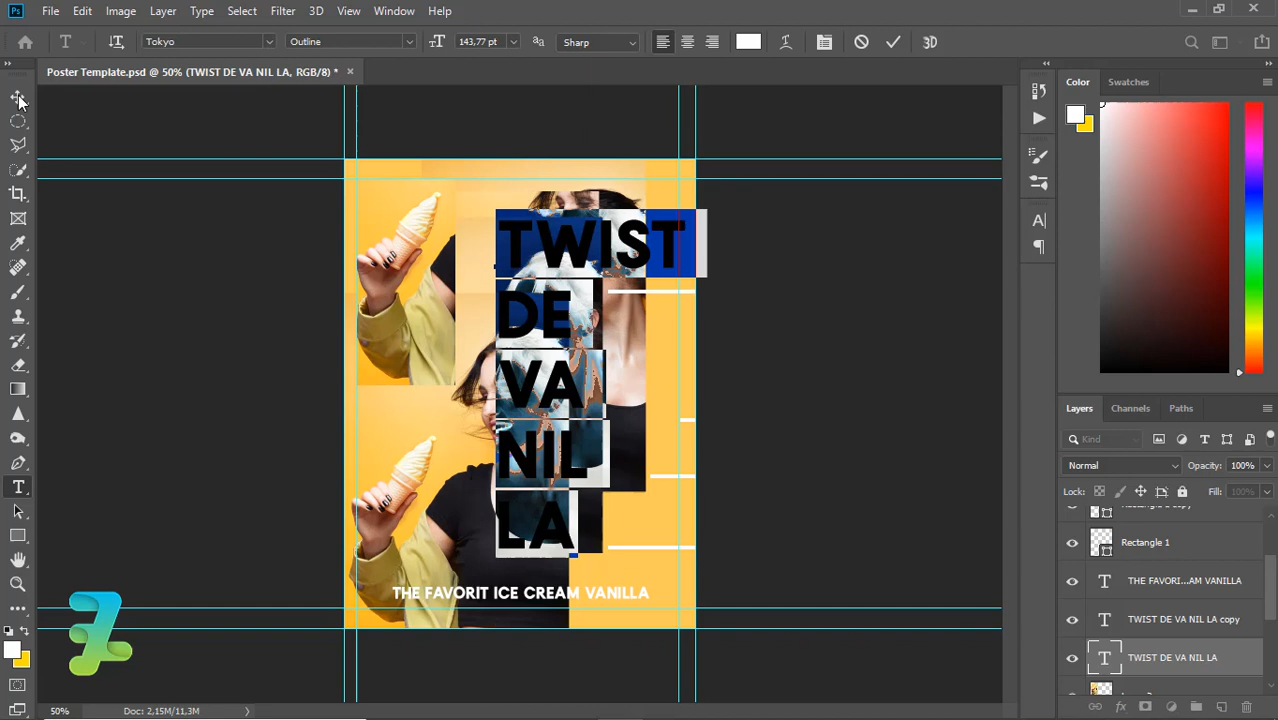 Ps File Edit Image Layer Type Select Filter 3D View Window Help
Tokyo Outline 143,77 pt Sharp 3D
Poster Template.psd @ 50% (TWIST DE VA NIL LA, RGB/8) *
Color Swatches
TWIST
DE
VA
NIL
LA
THE FAVORIT ICE CREAM VANILLA
Layers Channels Paths
Kind
Normal Opacity: 100%
Lock: Fill: 100%
Rectangle 1
THE FAVORI...AM VANILLA
TWIST DE VA NIL LA copy
TWIST DE VA NIL LA
50% Doc: 2,15M/11,3M